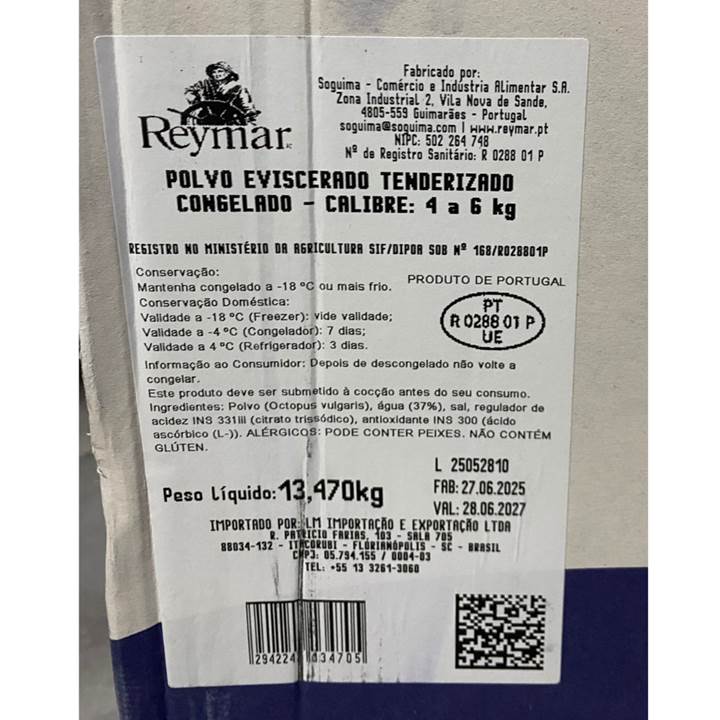 Reymar
Fabricado por:
Soguima - Comércio e Indústria Alimentar S.A.
Zona Industrial 2, Vila Nova de Sande,
4805-559 Guimarães - Portugal
soguima@soguima.com | www.reymar.pt
NIPC: 502 264 748
Nº de Registro Sanitário: R 0288 01 P
POLVO EVISCERADO TENDERIZADO
CONGELADO - CALIBRE: 4 a 6 kg
REGISTRO NO MINISTÉRIO DA AGRICULTURA SIF/DIPOA SOB Nº 168/R028801P
Conservação:
Mantenha congelado a -18 ºC ou mais frio.
Conservação Doméstica:
Validade a -18 ºC (Freezer): vide validade;
Validade a -4 ºC (Congelador): 7 dias;
Validade a 4 ºC (Refrigerador): 3 dias.
PRODUTO DE PORTUGAL
PT
R 0288 01 P
UE
Informação ao Consumidor: Depois de descongelado não volte a
congelar.
Este produto deve ser submetido à cocção antes do seu consumo.
Ingredientes: Polvo (Octopus vulgaris), água (37%), sal, regulador de
acidez INS 331iii (citrato trissódico), antioxidante INS 300 (ácido
ascórbico (L-)). ALÉRGICOS: PODE CONTER PEIXES. NÃO CONTÉM
GLÚTEN.
Peso Líquido: 13,470kg
L 25052810
FAB: 27.06.2025
VAL: 28.06.2027
IMPORTADO POR: LM IMPORTAÇÃO E EXPORTAÇÃO LTDA
R. PATRICIO FARIAS, 103 - SALA 705
88034-132 - ITACORUBI - FLORIANÓPOLIS - SC - BRASIL
CNPJ: 05.794.155 / 0004-03
TEL: +55 13 3261-3060
294224 034705